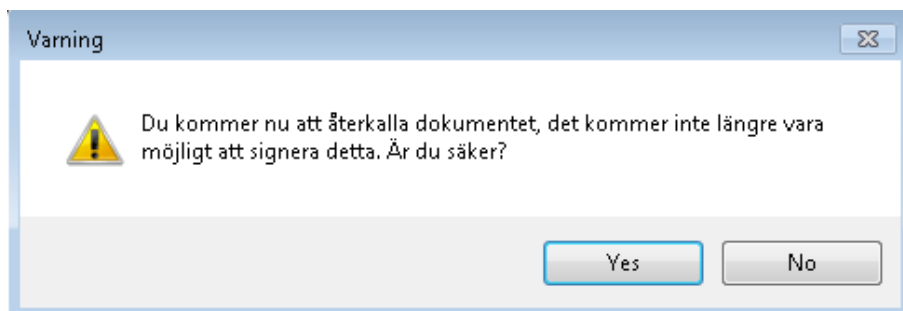 Varning
Du kommer nu att återkalla dokumentet, det kommer inte längre vara
möjligt att signera detta. Är du säker?
Yes
No